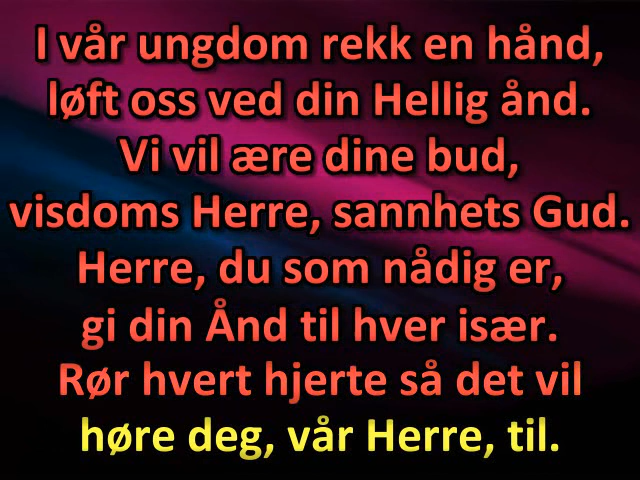 I vår ungdom rekk en hånd,
løft oss ved din Hellig ånd.
Vi vil ære dine bud,
visdoms Herre, sannhets Gud.
Herre, du som nådig er,
gi din Ånd til hver især.
Rør hvert hjerte så det vil
høre deg, vår Herre, til.